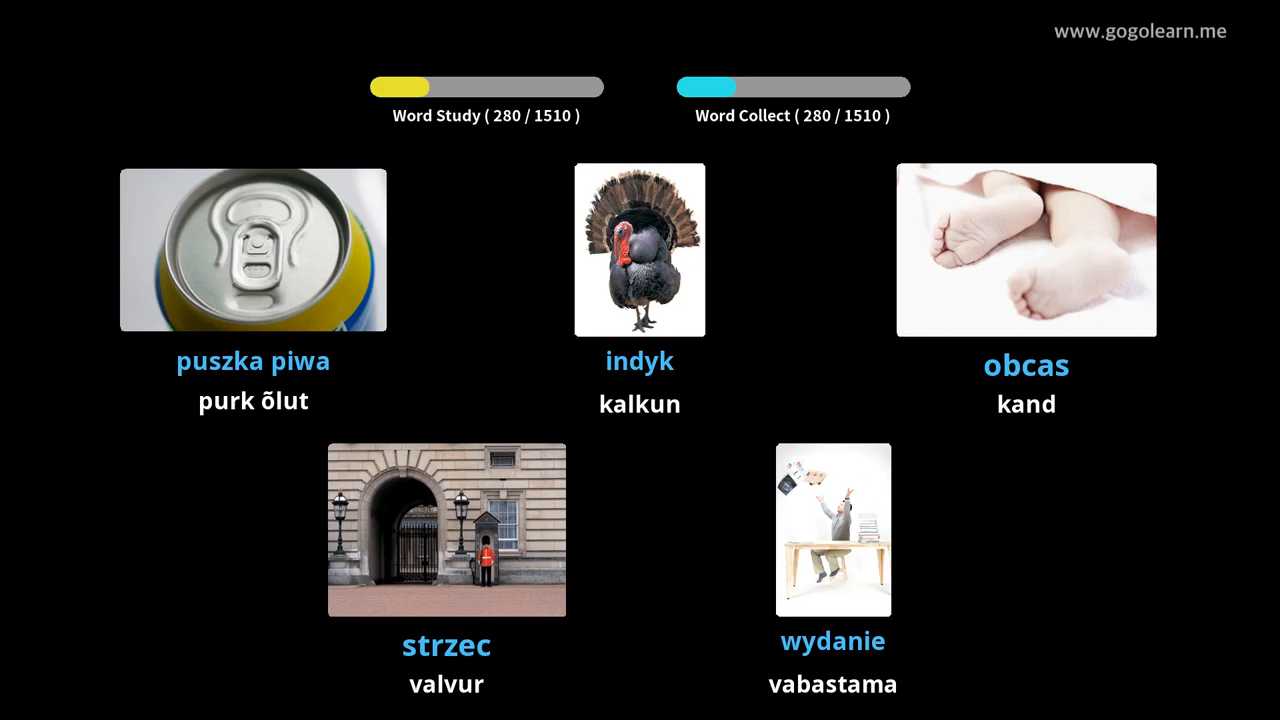 www.gogolearn.me
Word Study ( 280 / 1510 )
Word Collect ( 280 / 1510 )
puszka piwa
purk õlut
indyk
kalkun
obcas
kand
strzec
valvur
wydanie
vabastama